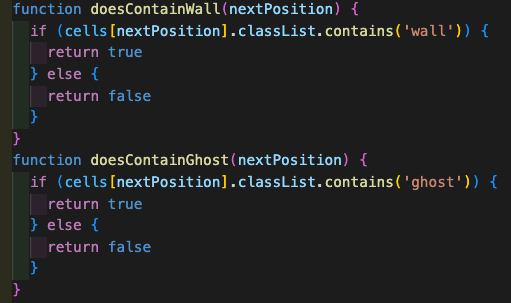 function doesContainWall(nextPosition) {
  if (cells[nextPosition].classList.contains('wall')) {
    return true
  } else {
    return false
  }
}
function doesContainGhost(nextPosition) {
  if (cells[nextPosition].classList.contains('ghost')) {
    return true
  } else {
    return false
  }
}